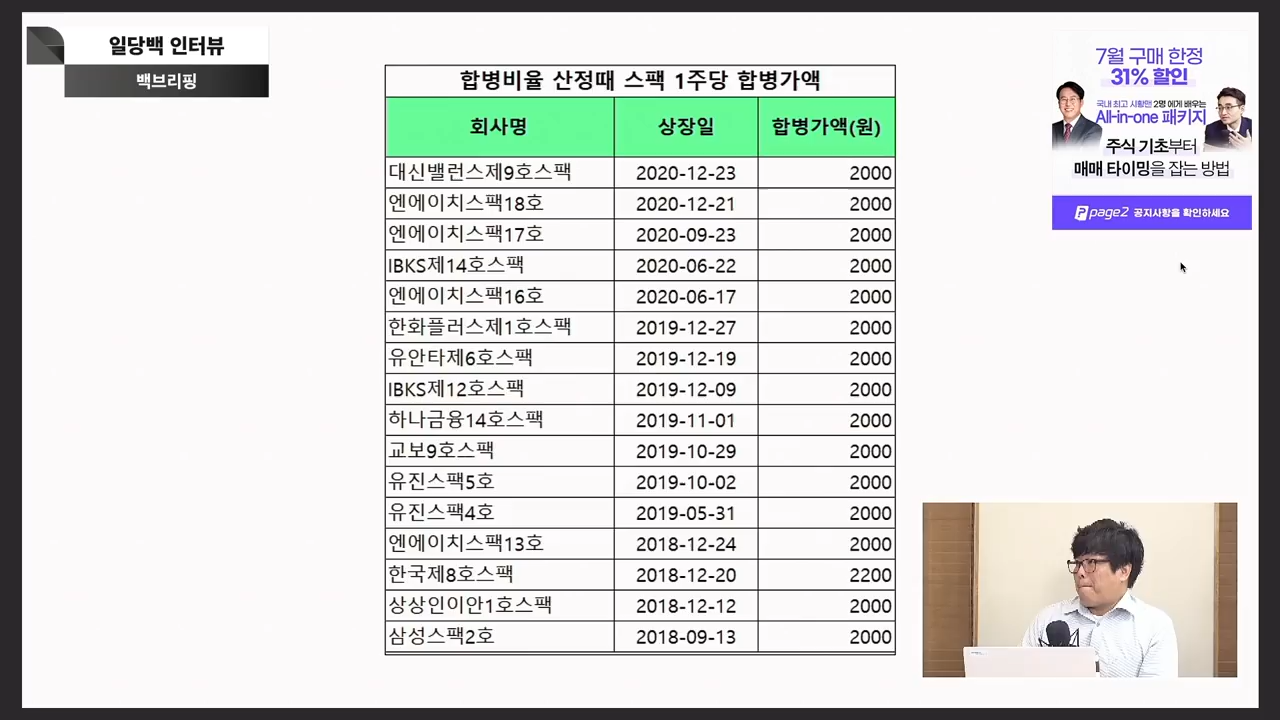 일당백 인터뷰
백브리핑
합병비율 산정때 스팩 1주당 합병가액
회사명 상장일 합병가액(원)
대신밸런스제9호스팩 2020-12-23 2000
엔에이치스팩18호 2020-12-21 2000
엔에이치스팩17호 2020-09-23 2000
IBKS제14호스팩 2020-06-22 2000
엔에이치스팩16호 2020-06-17 2000
한화플러스제1호스팩 2019-12-27 2000
유안타제6호스팩 2019-12-19 2000
IBKS제12호스팩 2019-12-09 2000
하나금융14호스팩 2019-11-01 2000
교보9호스팩 2019-10-29 2000
유진스팩5호 2019-10-02 2000
유진스팩4호 2019-05-31 2000
엔에이치스팩13호 2018-12-24 2000
한국제8호스팩 2018-12-20 2200
상상인이안1호스팩 2018-12-12 2000
삼성스팩2호 2018-09-13 2000
7월 구매 한정
31% 할인
국내 최고 시황맨 2명에게 배우는
All-in-one 패키지
주식 기초부터
매매 타이밍을 잡는 방법
page2 공지사항을 확인하세요